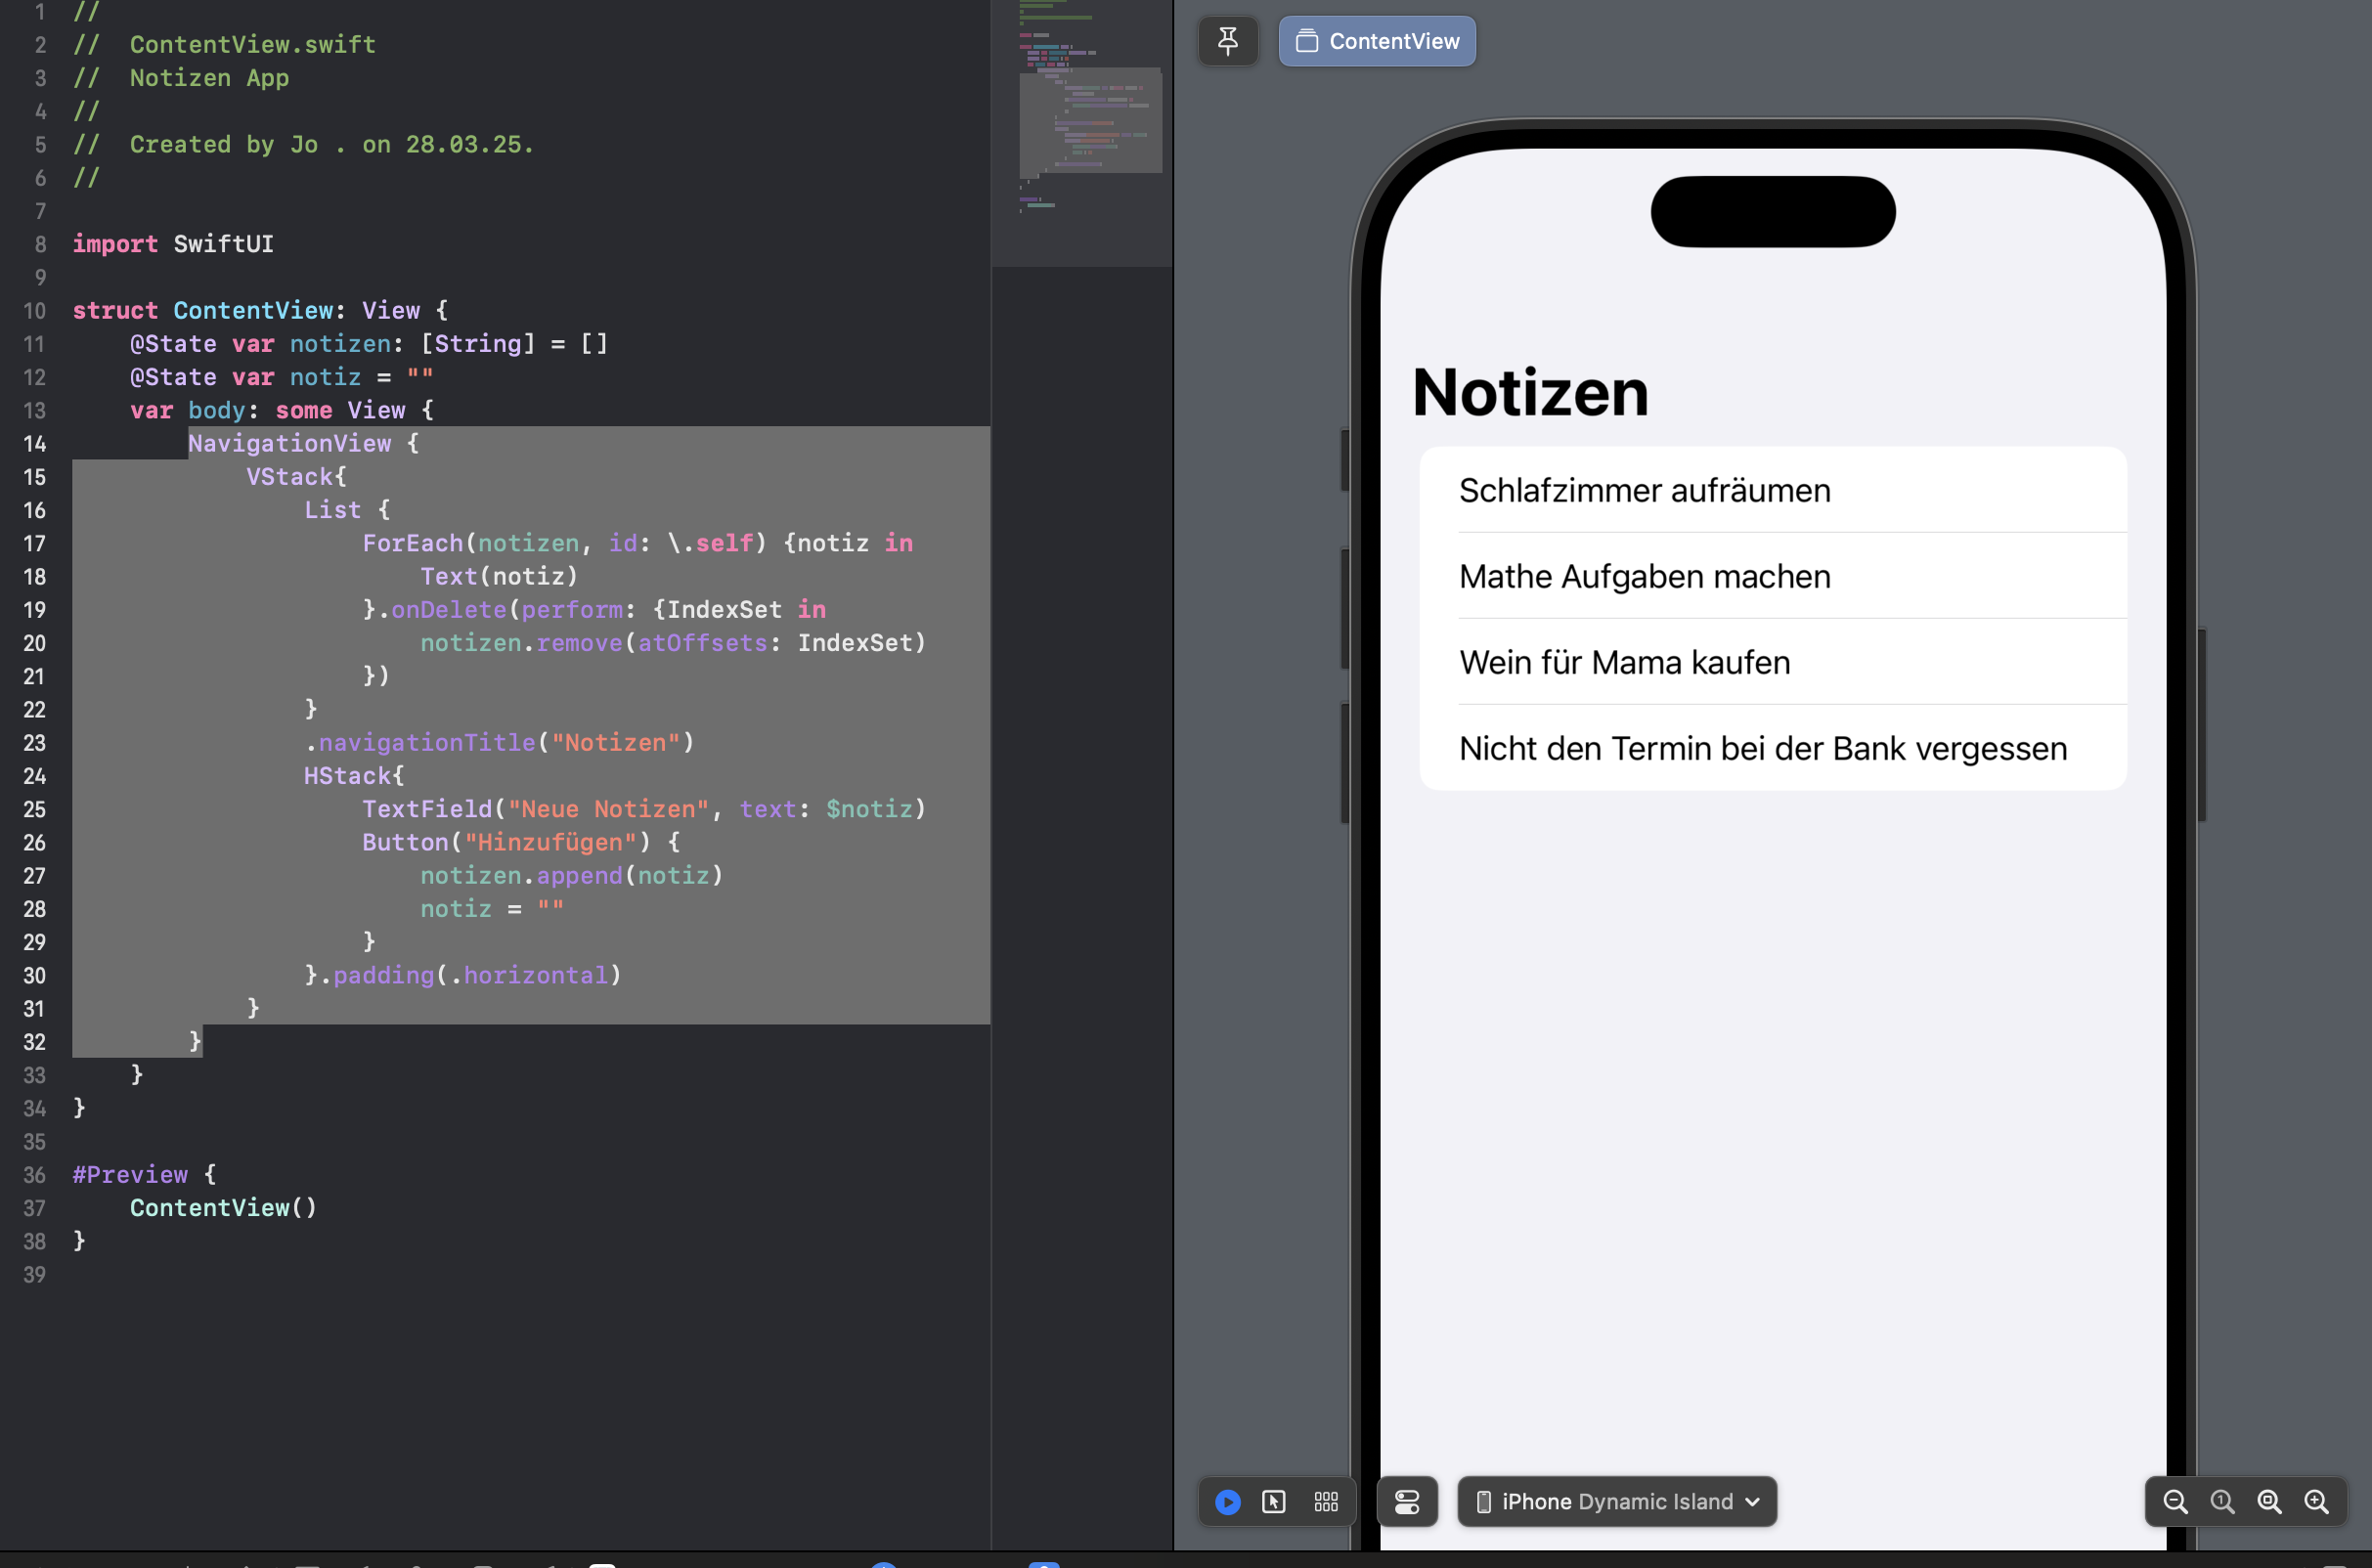 1 //
2 //  ContentView.swift
3 //  Notizen App
4 //
5 //  Created by Jo . on 28.03.25.
6 //
7
8 import SwiftUI
9
10 struct ContentView: View {
11     @State var notizen: [String] = []
12     @State var notiz = ""
13     var body: some View {
14         NavigationView {
15             VStack{
16                 List {
17                     ForEach(notizen, id: \.self) {notiz in
18                         Text(notiz)
19                     }.onDelete(perform: {IndexSet in
20                         notizen.remove(atOffsets: IndexSet)
21                     })
22                 }
23                 .navigationTitle("Notizen")
24                 HStack{
25                     TextField("Neue Notizen", text: $notiz)
26                     Button("Hinzufügen") {
27                         notizen.append(notiz)
28                         notiz = ""
29                     }
30                 }.padding(.horizontal)
31             }
32         }
33     }
34 }
35
36 #Preview {
37     ContentView()
38 }
39
ContentView
Notizen
Schlafzimmer aufräumen
Mathe Aufgaben machen
Wein für Mama kaufen
Nicht den Termin bei der Bank vergessen
iPhone Dynamic Island